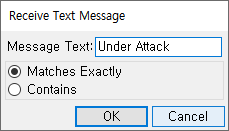 Receive Text Message
Message Text: Under Attack
Matches Exactly
Contains
OK Cancel